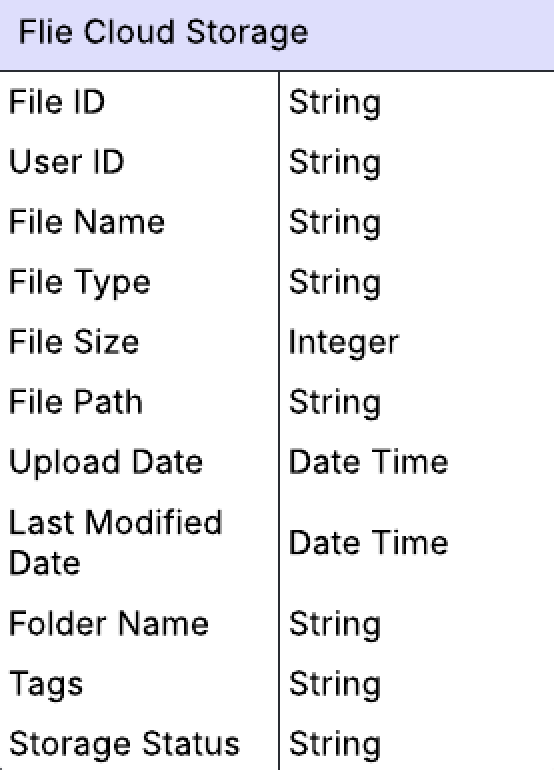 Flie Cloud Storage
File ID String
User ID String
File Name String
File Type String
File Size Integer
File Path String
Upload Date Date Time
Last Modified
Date Date Time
Folder Name String
Tags String
Storage Status String